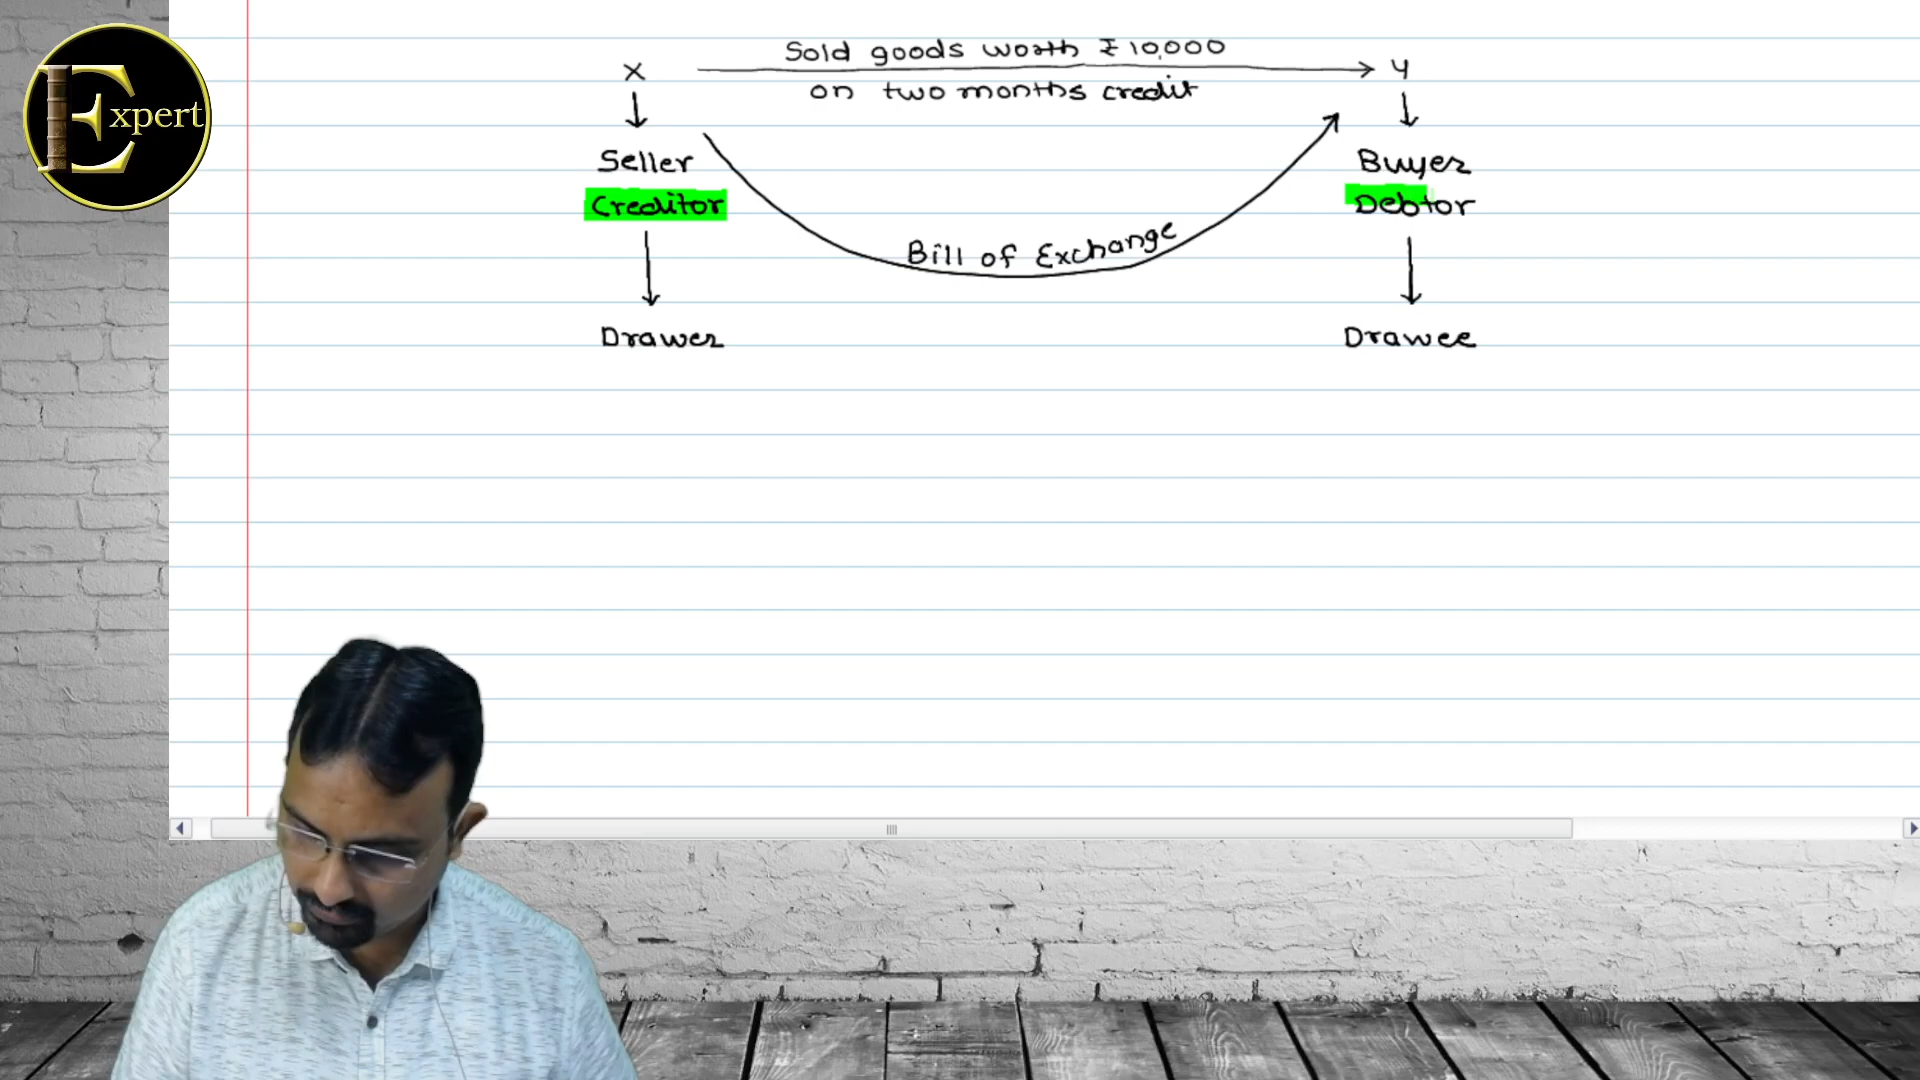 Expert
Sold goods worth ₹10,000
X
Y
on two months credit
Seller
Buyer
Creditor
Debtor
Bill of Exchange
Drawer
Drawee